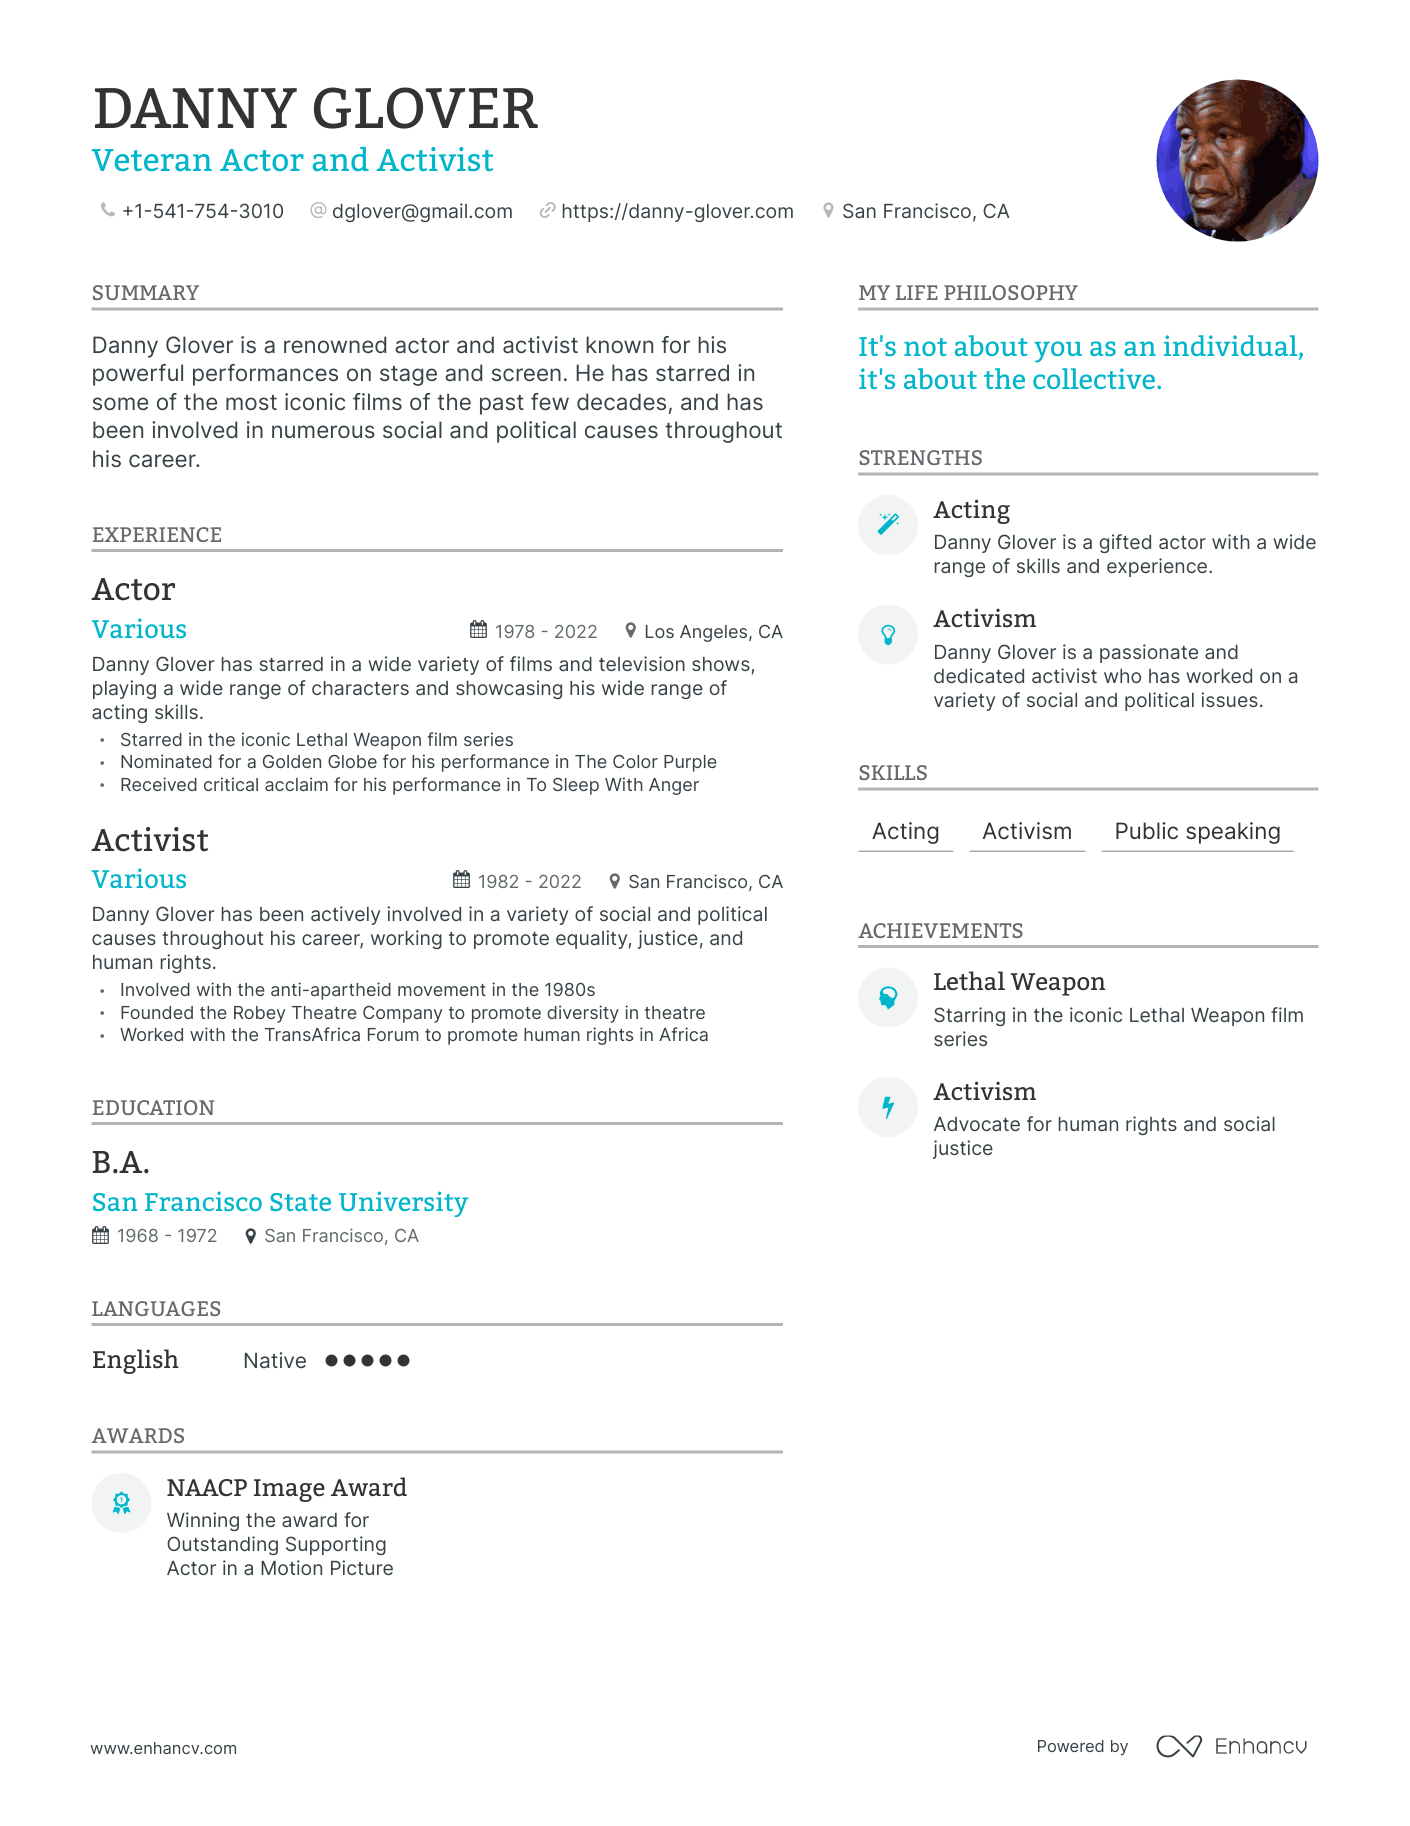 DANNY GLOVER
Veteran Actor and Activist
+1-541-754-3010 @ dglover@gmail.com https://danny-glover.com San Francisco, CA
SUMMARY
Danny Glover is a renowned actor and activist known for his
powerful performances on stage and screen. He has starred in
some of the most iconic films of the past few decades, and has
been involved in numerous social and political causes throughout
his career.
EXPERIENCE
Actor
Various 1978 - 2022 Los Angeles, CA
Danny Glover has starred in a wide variety of films and television shows,
playing a wide range of characters and showcasing his wide range of
acting skills.
• Starred in the iconic Lethal Weapon film series
• Nominated for a Golden Globe for his performance in The Color Purple
• Received critical acclaim for his performance in To Sleep With Anger
Activist
Various 1982 - 2022 San Francisco, CA
Danny Glover has been actively involved in a variety of social and political
causes throughout his career, working to promote equality, justice, and
human rights.
• Involved with the anti-apartheid movement in the 1980s
• Founded the Robey Theatre Company to promote diversity in theatre
• Worked with the TransAfrica Forum to promote human rights in Africa
EDUCATION
B.A.
San Francisco State University
1968 - 1972 San Francisco, CA
LANGUAGES
English Native
AWARDS
NAACP Image Award
Winning the award for
Outstanding Supporting
Actor in a Motion Picture
MY LIFE PHILOSOPHY
It's not about you as an individual,
it's about the collective.
STRENGTHS
Acting
Danny Glover is a gifted actor with a wide
range of skills and experience.
Activism
Danny Glover is a passionate and
dedicated activist who has worked on a
variety of social and political issues.
SKILLS
Acting Activism Public speaking
ACHIEVEMENTS
Lethal Weapon
Starring in the iconic Lethal Weapon film
series
Activism
Advocate for human rights and social
justice
www.enhancv.com
Powered by Enhancv